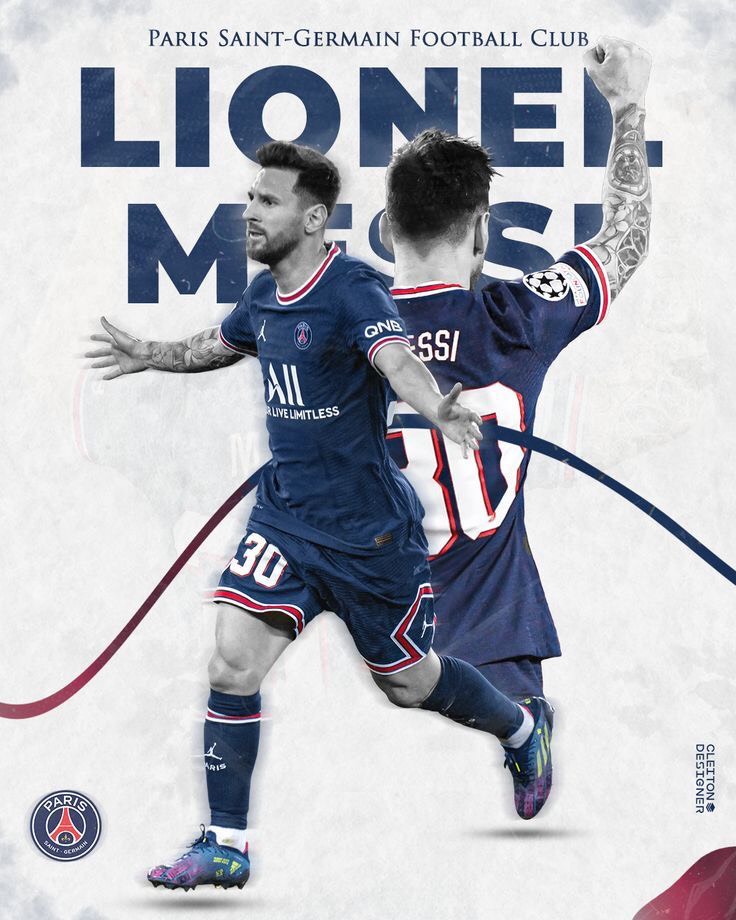 Paris Saint-Germain Football Club
LIONEL
MESSI
QNB
ESSI
ALL
R LIVE LIMITLESS
30
30
PARIS
PARIS
SAINT-GERMAIN
CLEITON
DESIGNER